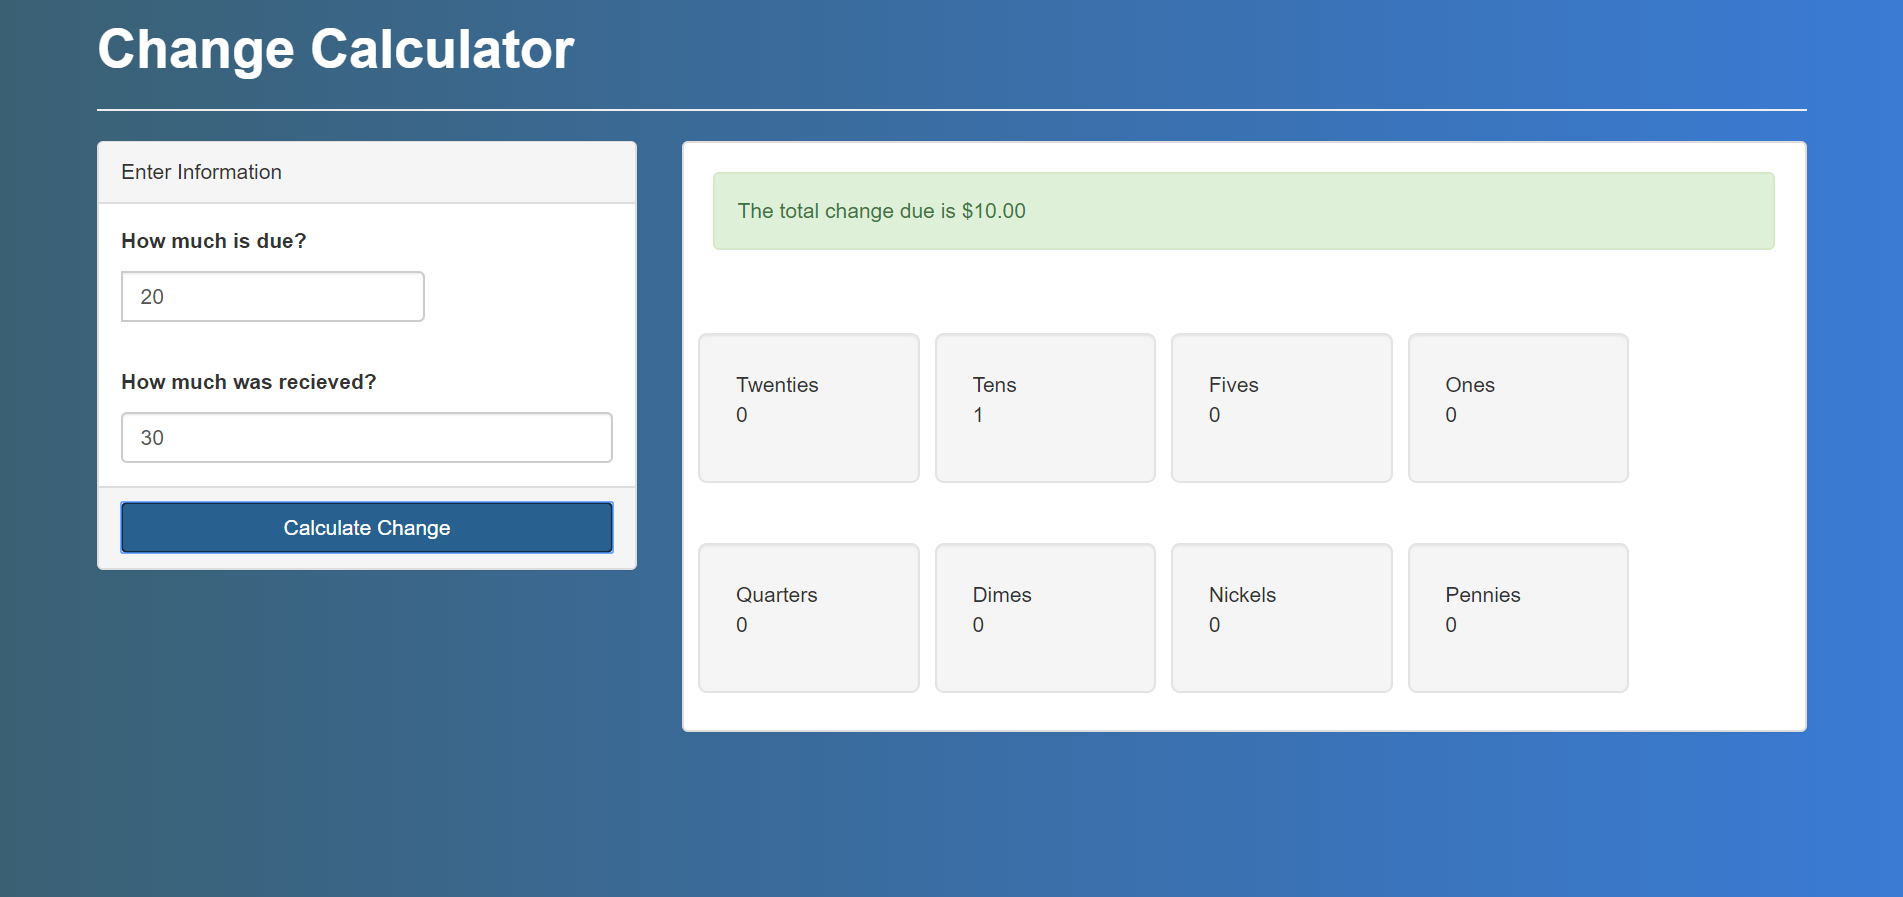 Change Calculator
Enter Information
How much is due?
20
How much was recieved?
30
Calculate Change
The total change due is $10.00
Twenties
0
Tens
1
Fives
0
Ones
0
Quarters
0
Dimes
0
Nickels
0
Pennies
0